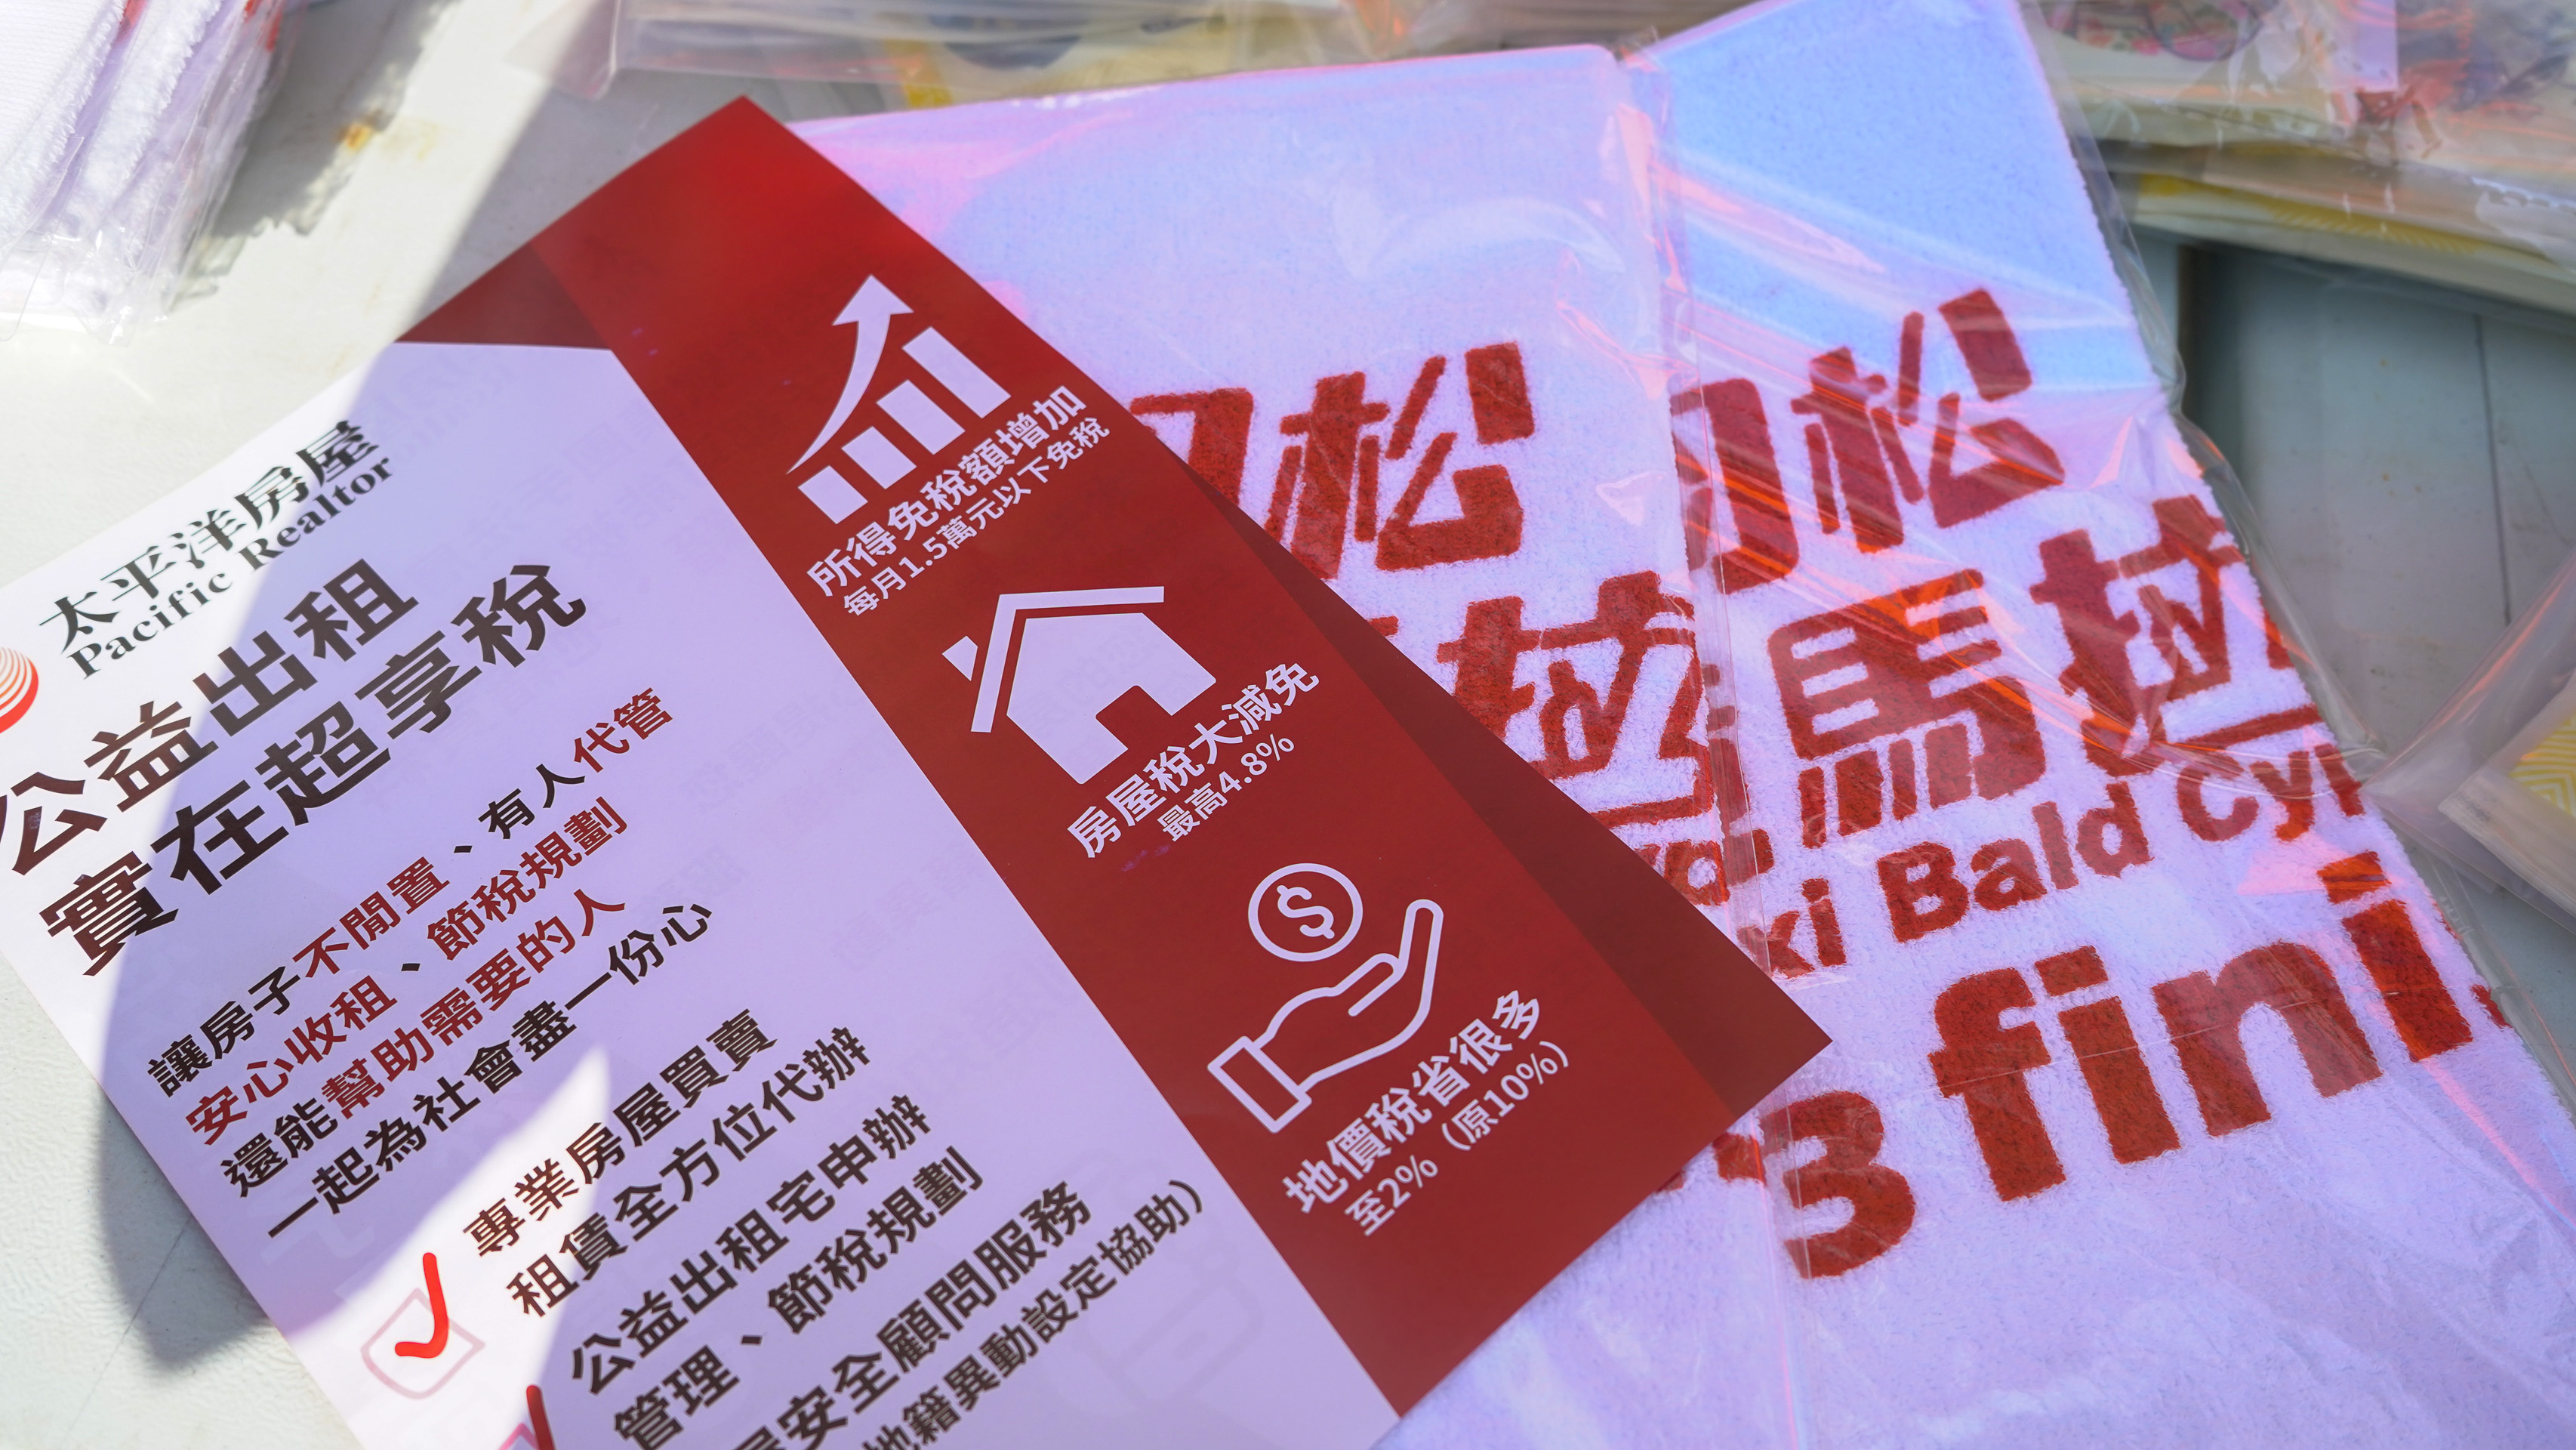 太平洋房屋
Pacific Realtor
公益出租
實在超享稅
讓房子不閒置、有人代管
安心收租、節稅規劃
還能幫助需要的人
一起為社會盡一份心
專業房屋買賣
租賃全方位代辦
公益出租宅申辦
管理、節稅規劃
安全顧問服務
地籍異動設定協助)
所得免稅額增加
每月1.5萬元以下免稅
房屋稅大減免
最高4.8%
地價稅省很多
至2% (原10%)
松
拉
松
馬拉
ki Bald Cy
3 fini